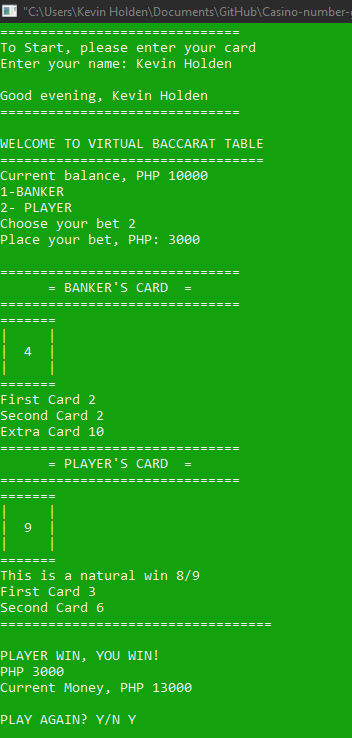 "C:\Users\Kevin Holden\Documents\GitHub\Casino-number-
==============================
To Start, please enter your card
Enter your name: Kevin Holden
Good evening, Kevin Holden
==============================
WELCOME TO VIRTUAL BACCARAT TABLE
=================================
Current balance, PHP 10000
1-BANKER
2- PLAYER
Choose your bet 2
Place your bet, PHP: 3000
==============================
= BANKER'S CARD  =
==============================
=======
|     |
|  4  |
|     |
=======
First Card 2
Second Card 2
Extra Card 10
==============================
= PLAYER'S CARD  =
==============================
=======
|     |
|  9  |
|     |
=======
This is a natural win 8/9
First Card 3
Second Card 6
==================================
PLAYER WIN, YOU WIN!
PHP 3000
Current Money, PHP 13000
PLAY AGAIN? Y/N Y